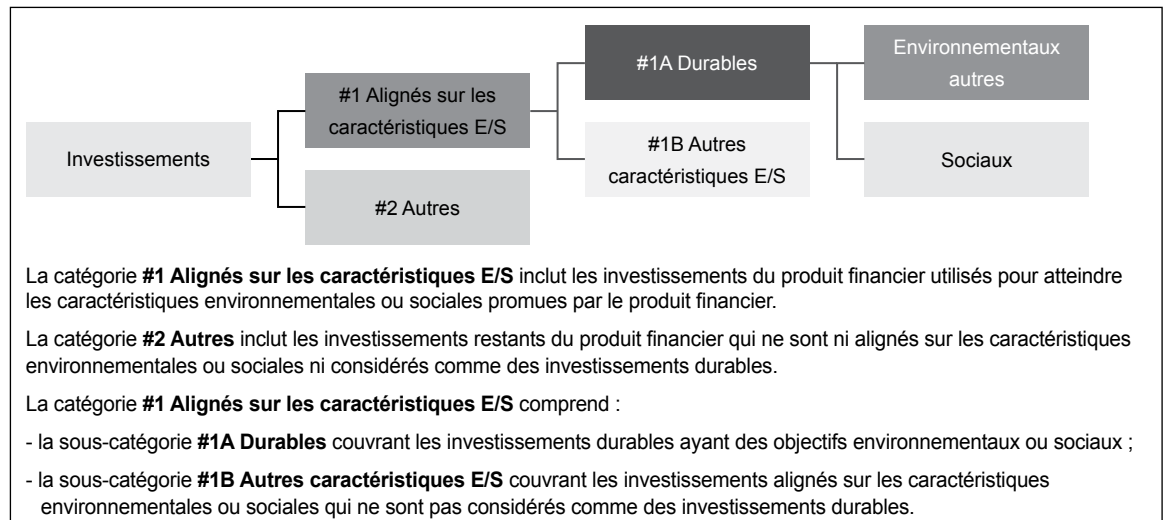 Investissements
#1 Alignés sur les
caractéristiques E/S
#2 Autres
#1A Durables
#1B Autres
caractéristiques E/S
Environnementaux
autres
Sociaux
La catégorie #1 Alignés sur les caractéristiques E/S inclut les investissements du produit financier utilisés pour atteindre
les caractéristiques environnementales ou sociales promues par le produit financier.
La catégorie #2 Autres inclut les investissements restants du produit financier qui ne sont ni alignés sur les caractéristiques
environnementales ou sociales ni considérés comme des investissements durables.
La catégorie #1 Alignés sur les caractéristiques E/S comprend :
- la sous-catégorie #1A Durables couvrant les investissements durables ayant des objectifs environnementaux ou sociaux ;
- la sous-catégorie #1B Autres caractéristiques E/S couvrant les investissements alignés sur les caractéristiques
environnementales ou sociales qui ne sont pas considérés comme des investissements durables.